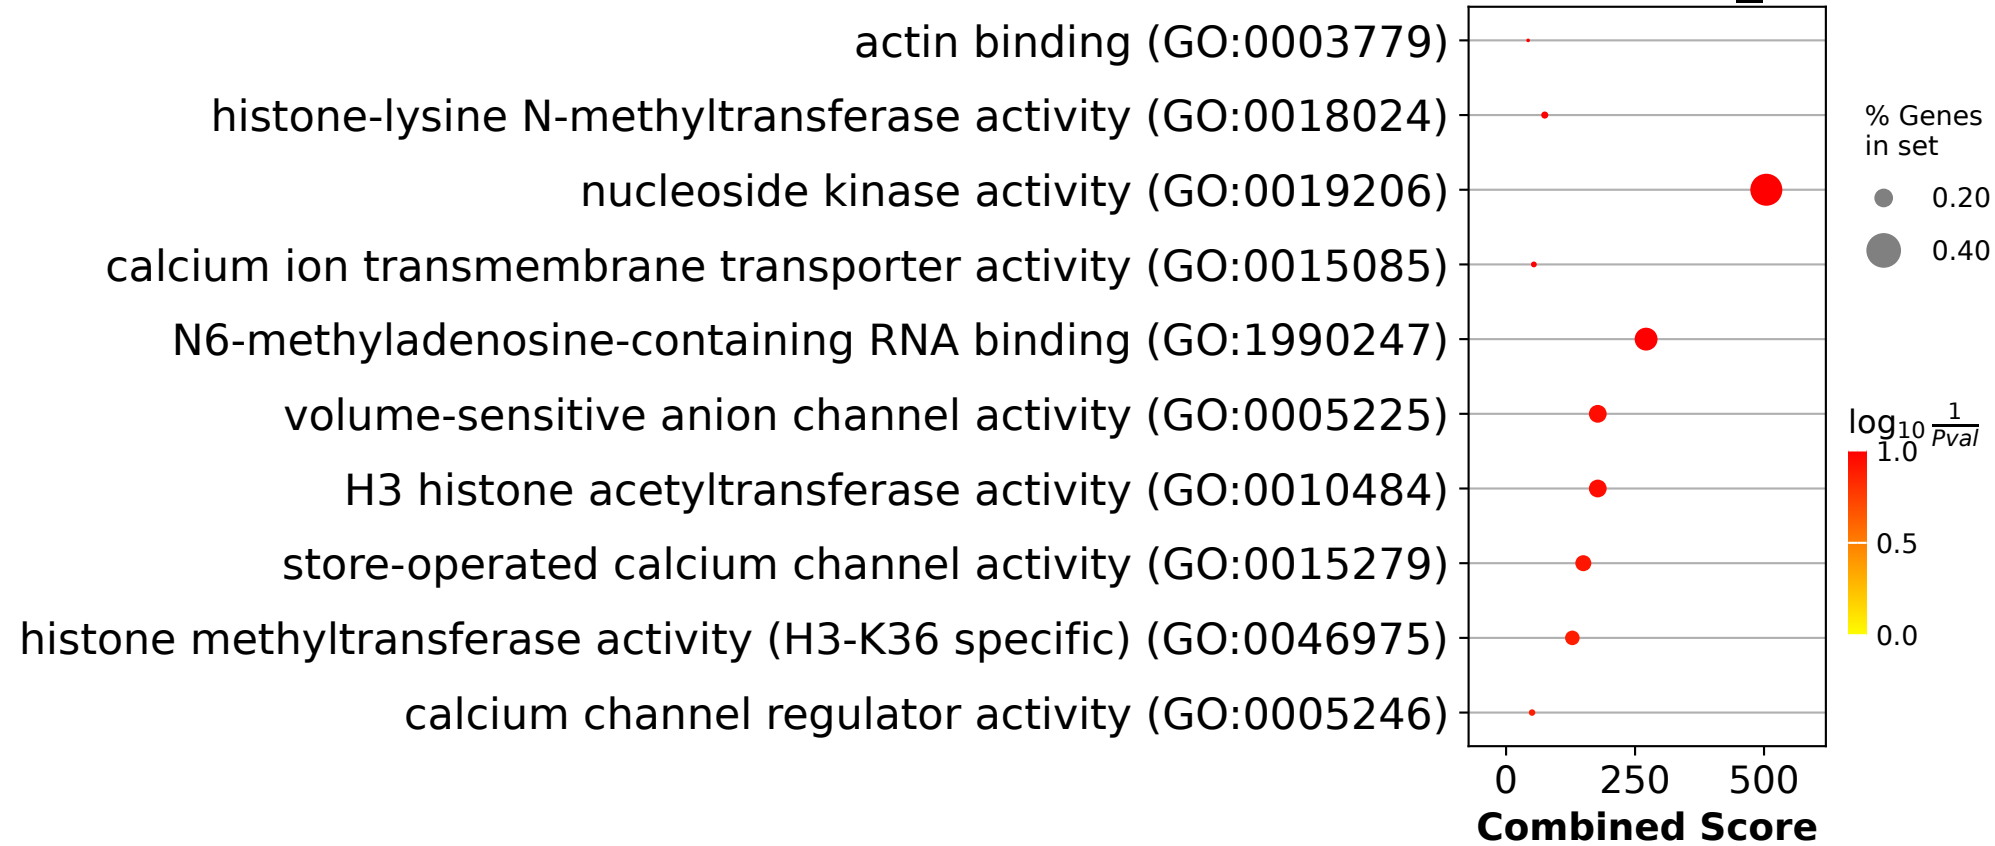 actin binding (GO:0003779)
histone-lysine N-methyltransferase activity (GO:0018024)
nucleoside kinase activity (GO:0019206)
calcium ion transmembrane transporter activity (GO:0015085)
N6-methyladenosine-containing RNA binding (GO:1990247)
volume-sensitive anion channel activity (GO:0005225)
H3 histone acetyltransferase activity (GO:0010484)
store-operated calcium channel activity (GO:0015279)
histone methyltransferase activity (H3-K36 specific) (GO:0046975)
calcium channel regulator activity (GO:0005246)
0 250 500
Combined Score
% Genes
in set
0.20
0.40
log10 1/Pval
1.0
0.5
0.0